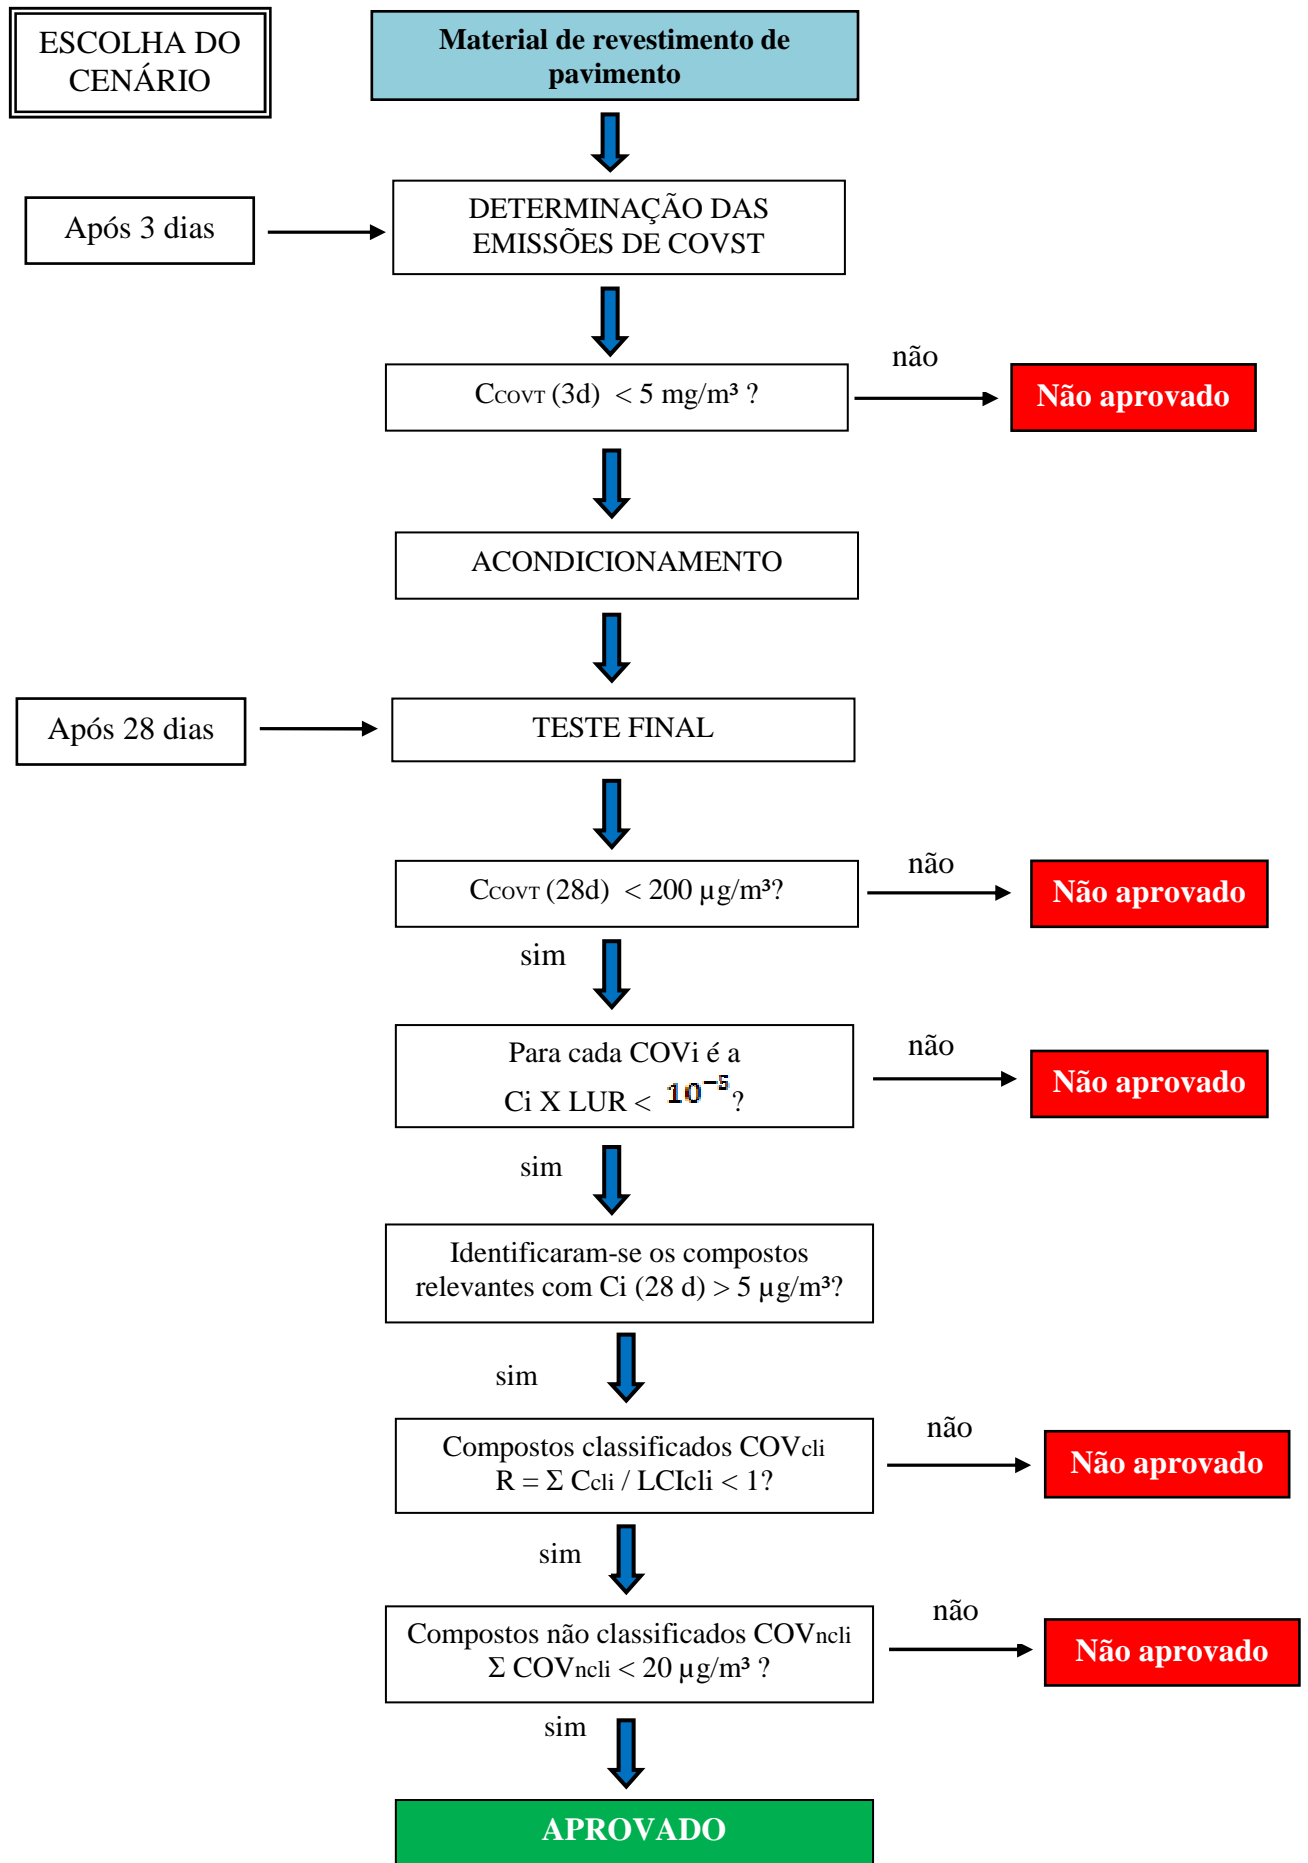 ESCOLHA DO
CENÁRIO
Material de revestimento de
pavimento
Após 3 dias
DETERMINAÇÃO DAS
EMISSÕES DE COVST
CCOVT (3d) < 5 mg/m³ ?
não
Não aprovado
ACONDICIONAMENTO
Após 28 dias
TESTE FINAL
CCOVT (28d) < 200 µg/m³?
não
Não aprovado
sim
Para cada COVi é a
Ci X LUR < 10⁻⁵?
não
Não aprovado
sim
Identificaram-se os compostos
relevantes com Ci (28 d) > 5 µg/m³?
sim
Compostos classificados COVcli
R = Σ Ccli / LCIcli < 1?
não
Não aprovado
sim
Compostos não classificados COVncli
Σ COVncli < 20 µg/m³ ?
não
Não aprovado
sim
APROVADO